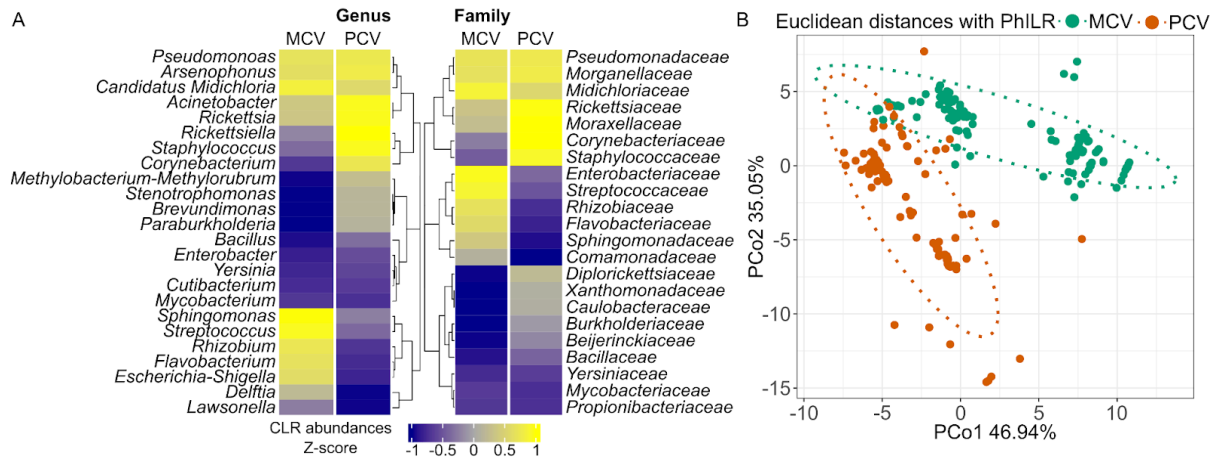 A
Genus
Family
MCV PCV
MCV PCV
Pseudomonoas
Arsenophonus
Candidatus Midichloria
Acinetobacter
Rickettsia
Rickettsiella
Staphylococcus
Corynebacterium
Methylobacterium-Methylorubrum
Stenotrophomonas
Brevundimonas
Paraburkholderia
Bacillus
Enterobacter
Yersinia
Cutibacterium
Mycobacterium
Sphingomonas
Streptococcus
Rhizobium
Flavobacterium
Escherichia-Shigella
Delftia
Lawsonella
Pseudomonadaceae
Morganellaceae
Midichloriaceae
Rickettsiaceae
Moraxellaceae
Corynebacteriaceae
Staphylococcaceae
Enterobacteriaceae
Streptococcaceae
Rhizobiaceae
Flavobacteriaceae
Sphingomonadaceae
Comamonadaceae
Diplorickettsiaceae
Xanthomonadaceae
Caulobacteraceae
Burkholderiaceae
Beijerinckiaceae
Bacillaceae
Yersiniaceae
Mycobacteriaceae
Propionibacteriaceae
CLR abundances
Z-score
-1 -0.5 0 0.5 1
B
Euclidean distances with PhILR MCV PCV
PCo2 35.05%
5
0
-5
-10
-15
-10 -5 0 5 10
PCo1 46.94%